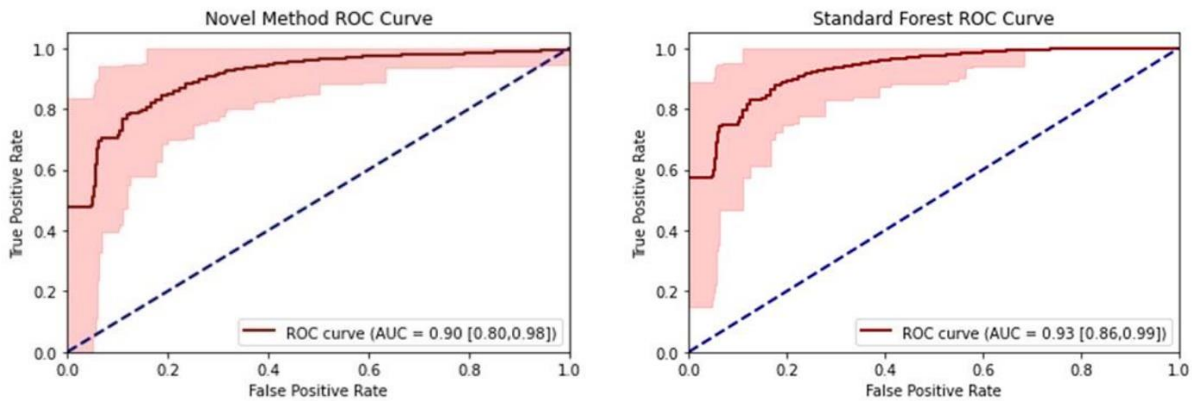 Novel Method ROC Curve
1.0
0.8
0.6
0.4
0.2
0.0
True Positive Rate
ROC curve (AUC = 0.90 [0.80,0.98])
0.0 0.2 0.4 0.6 0.8 1.0
False Positive Rate
Standard Forest ROC Curve
1.0
0.8
0.6
0.4
0.2
0.0
True Positive Rate
ROC curve (AUC = 0.93 [0.86,0.99])
0.0 0.2 0.4 0.6 0.8 1.0
False Positive Rate